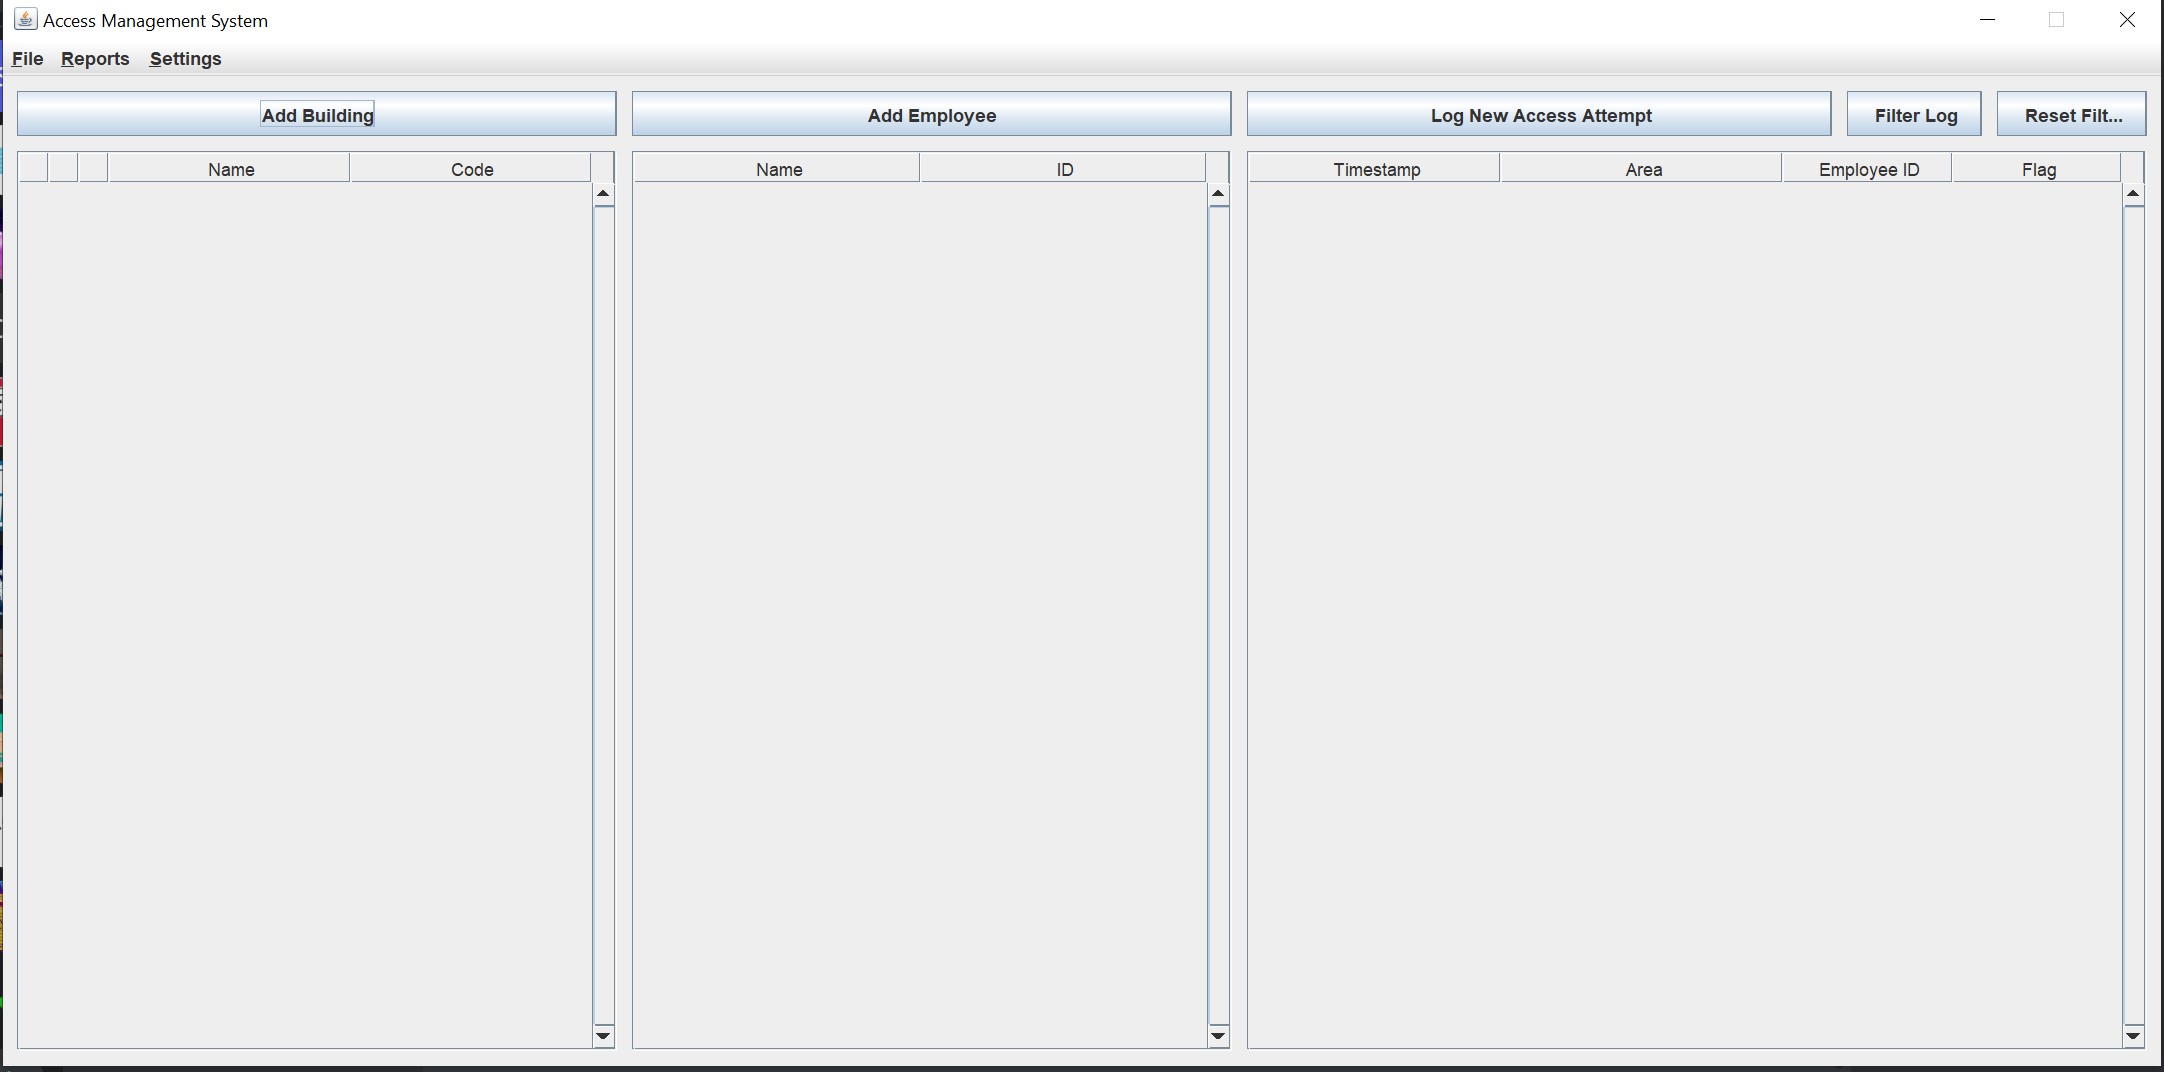 Access Management System
File Reports Settings
Add Building Add Employee Log New Access Attempt Filter Log Reset Filt...
Name Code Name ID Timestamp Area Employee ID Flag